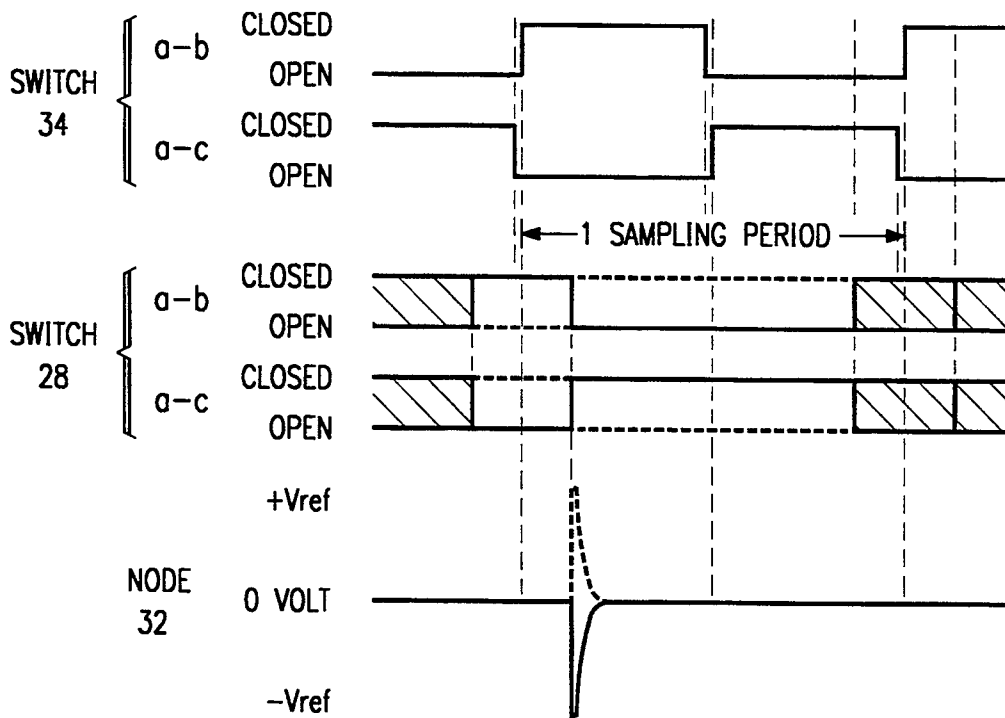 CLOSED
a-b
OPEN
SWITCH
34
CLOSED
a-c
OPEN
1 SAMPLING PERIOD
CLOSED
a-b
OPEN
SWITCH
28
CLOSED
a-c
OPEN
+Vref
NODE
32
0 VOLT
-Vref